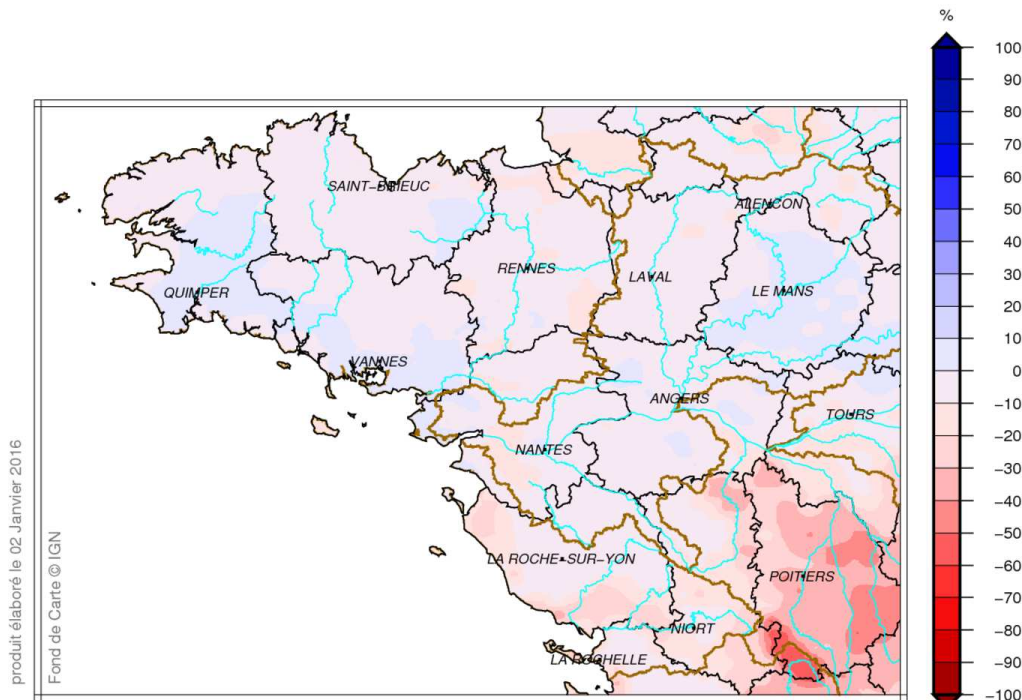 %
100
90
80
70
60
50
40
30
20
10
0
−10
−20
−30
−40
−50
−60
−70
−80
−90
−100
SAINT−BRIEUC
ALENCON
RENNES
LAVAL
QUIMPER
LE MANS
VANNES
ANGERS
TOURS
NANTES
LA ROCHE−SUR−YON
POITIERS
NIORT
LA ROCHELLE
produit élaboré le 02 Janvier 2016
Fond de Carte © IGN